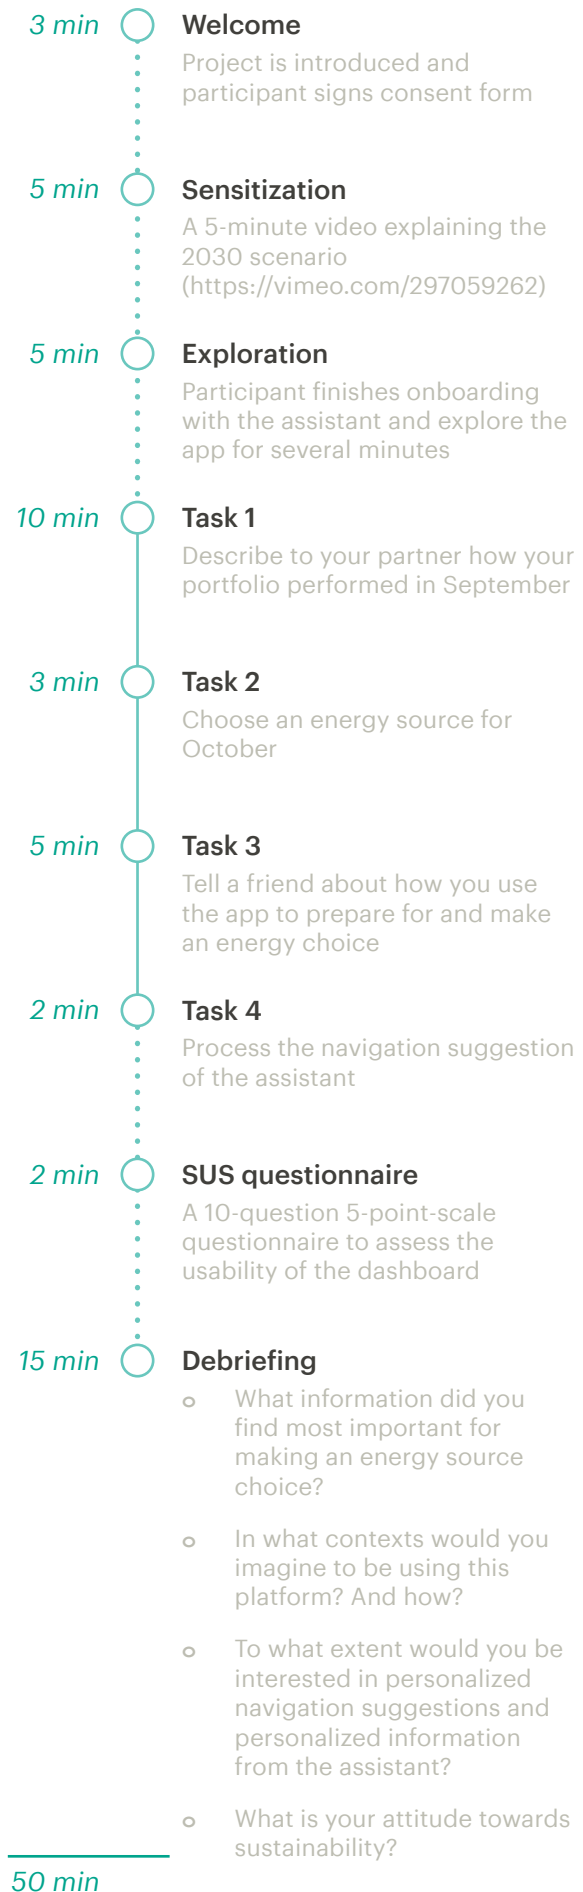 3 min Welcome
Project is introduced and
participant signs consent form
5 min Sensitization
A 5-minute video explaining the
2030 scenario
(https://vimeo.com/297059262)
5 min Exploration
Participant finishes onboarding
with the assistant and explore the
app for several minutes
10 min Task 1
Describe to your partner how your
portfolio performed in September
3 min Task 2
Choose an energy source for
October
5 min Task 3
Tell a friend about how you use
the app to prepare for and make
an energy choice
2 min Task 4
Process the navigation suggestion
of the assistant
2 min SUS questionnaire
A 10-question 5-point-scale
questionnaire to assess the
usability of the dashboard
15 min Debriefing
o What information did you
find most important for
making an energy source
choice?
o In what contexts would you
imagine to be using this
platform? And how?
o To what extent would you be
interested in personalized
navigation suggestions and
personalized information
from the assistant?
o What is your attitude towards
sustainability?
50 min